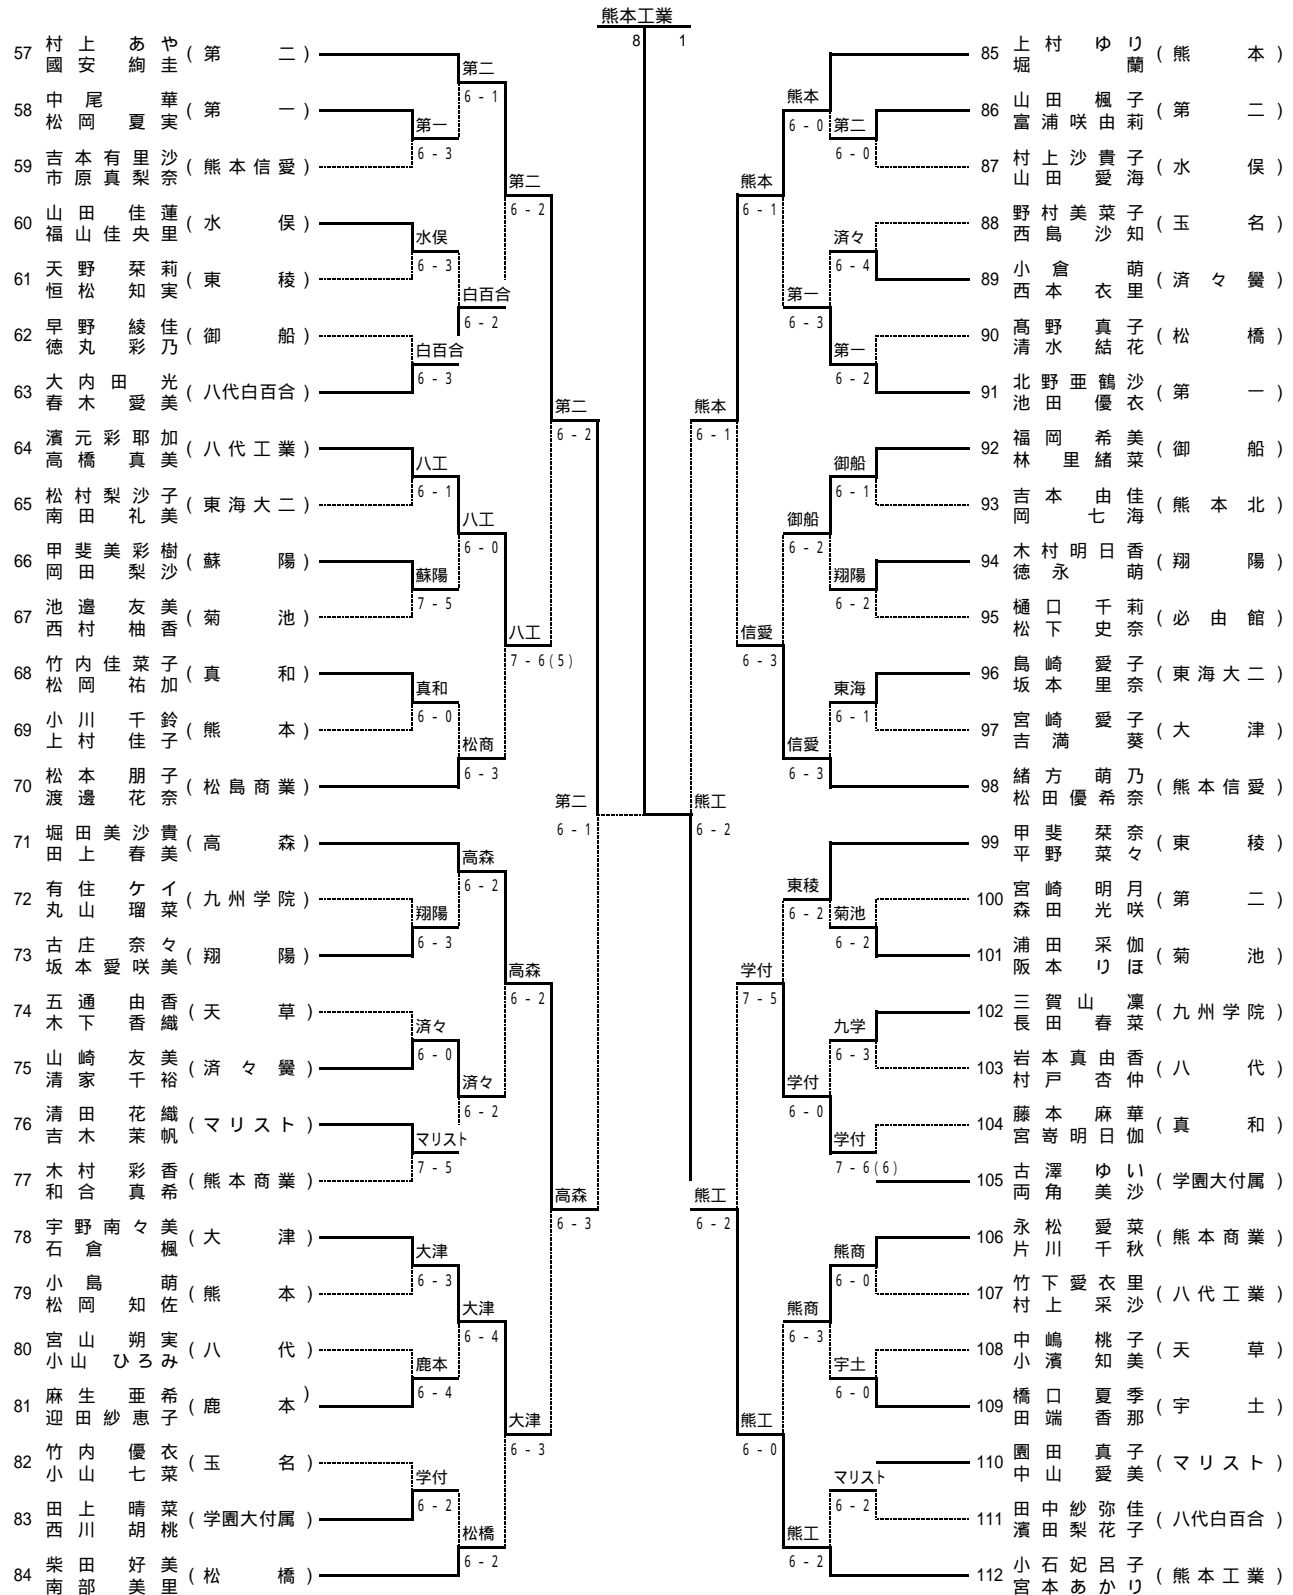 熊本工業
8 1
57 村上 あや 國安 絢圭 ( 第二 )
58 中尾 華 松岡 夏実 ( 第一 )
59 吉本有里沙 市原真梨奈 ( 熊本信愛 )
60 山田 佳蓮 福山佳央里 ( 水俣 )
61 天野 栞莉 恒松 知実 ( 東稜 )
62 早野 綾佳 徳丸 彩乃 ( 御船 )
63 大内田 光 春木 愛美 ( 八代白百合 )
64 濱元彩耶加 高橋 真美 ( 八代工業 )
65 松村梨沙子 南田 礼美 ( 東海大二 )
66 甲斐美彩樹 岡田 梨沙 ( 蘇陽 )
67 池邉 友美 西村 柚香 ( 菊池 )
68 竹内佳菜子 松岡 祐加 ( 真和 )
69 小川 千鈴 上村 佳子 ( 熊本 )
70 松本 朋子 渡邊 花奈 ( 松島商業 )
71 堀田美沙貴 田上 春美 ( 高森 )
72 有住 ケイ 丸山 瑠菜 ( 九州学院 )
73 古庄 奈々 坂本愛咲美 ( 翔陽 )
74 五通 由香 木下 香織 ( 天草 )
75 山崎 友美 清家 千裕 ( 済々黌 )
76 清田 花織 吉木 茉帆 ( マリスト )
77 木村 彩香 和合 真希 ( 熊本商業 )
78 宇野南々美 石倉 楓 ( 大津 )
79 小島 萌 松岡 知佐 ( 熊本 )
80 宮山 朔実 小山 ひろみ ( 八代 )
81 麻生 亜希 迎田紗恵子 ( 鹿本 )
82 竹内 優衣 小山 七菜 ( 玉名 )
83 田上 晴菜 西川 胡桃 ( 学園大付属 )
84 柴田 好美 南部 美里 ( 松橋 )
第二
6 - 1
第一
6 - 3
第二
6 - 2
水俣
6 - 3
白百合
6 - 2
白百合
6 - 3
第二
6 - 2
八工
6 - 1
八工
6 - 0
蘇陽
7 - 5
八工
7 - 6(5)
真和
6 - 0
松商
6 - 3
第二
6 - 1
高森
6 - 2
翔陽
6 - 3
高森
6 - 2
済々
6 - 0
済々
6 - 2
マリスト
7 - 5
高森
6 - 3
大津
6 - 3
大津
6 - 4
鹿本
6 - 4
大津
6 - 3
学付
6 - 2
松橋
6 - 2
熊本
6 - 0
第二
6 - 0
熊本
6 - 1
済々
6 - 4
第一
6 - 3
第一
6 - 2
熊本
6 - 1
御船
6 - 1
御船
6 - 2
翔陽
6 - 2
信愛
6 - 3
東海
6 - 1
信愛
6 - 3
熊工
6 - 2
東稜
6 - 2
菊池
6 - 2
学付
7 - 5
九学
6 - 3
学付
6 - 0
学付
7 - 6(6)
熊工
6 - 2
熊商
6 - 0
熊商
6 - 3
宇土
6 - 0
熊工
6 - 0
マリスト
6 - 2
熊工
6 - 2
85 上村 ゆり 堀 蘭 ( 熊本 )
86 山田 楓子 富浦咲由莉 ( 第二 )
87 村上沙貴子 山田 愛海 ( 水俣 )
88 野村美菜子 西島 沙知 ( 玉名 )
89 小倉 萌 西本 衣里 ( 済々黌 )
90 髙野 真子 清水 結花 ( 松橋 )
91 北野亜鶴沙 池田 優衣 ( 第一 )
92 福岡 希美 林 里緒菜 ( 御船 )
93 吉本 由佳 岡 七海 ( 熊本北 )
94 木村明日香 徳永 萌 ( 翔陽 )
95 樋口 千莉 松下 史奈 ( 必由館 )
96 島崎 愛子 坂本 里奈 ( 東海大二 )
97 宮崎 愛子 吉満 葵 ( 大津 )
98 緒方 萌乃 松田優希奈 ( 熊本信愛 )
99 甲斐 栞奈 平野 菜々 ( 東稜 )
100 宮崎 明月 森田 光咲 ( 第二 )
101 浦田 采伽 阪本 りほ ( 菊池 )
102 三賀山 凜 長田 春菜 ( 九州学院 )
103 岩本真由香 村戸 杏仲 ( 八代 )
104 藤本 麻華 宮嵜明日伽 ( 真和 )
105 古澤 ゆい 両角 美沙 ( 学園大付属 )
106 永松 愛菜 片川 千秋 ( 熊本商業 )
107 竹下愛衣里 村上 采沙 ( 八代工業 )
108 中嶋 桃子 小濱 知美 ( 天草 )
109 橋口 夏季 田端 香那 ( 宇土 )
110 園田 真子 中山 愛美 ( マリスト )
111 田中紗弥佳 濱田梨花子 ( 八代白百合 )
112 小石妃呂子 宮本あかり ( 熊本工業 )